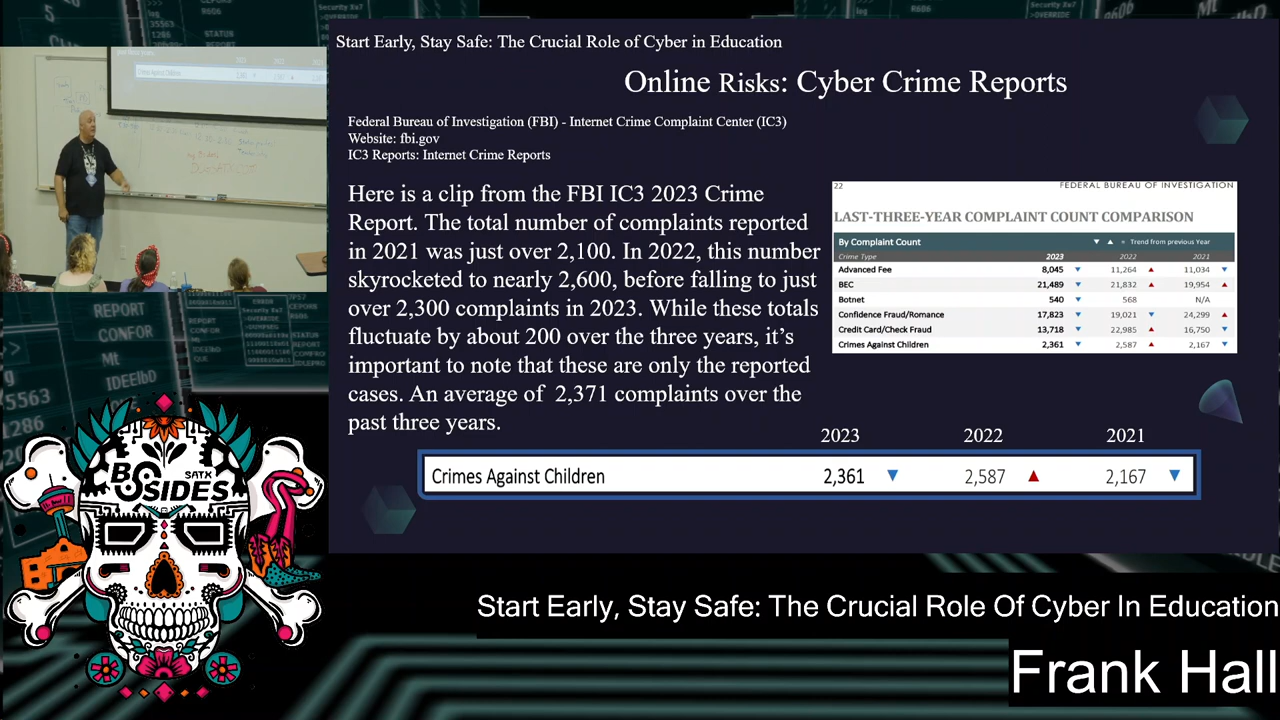 Start Early, Stay Safe: The Crucial Role of Cyber in Education
Online Risks: Cyber Crime Reports
Federal Bureau of Investigation (FBI) - Internet Crime Complaint Center (IC3)
Website: fbi.gov
IC3 Reports: Internet Crime Reports
Here is a clip from the FBI IC3 2023 Crime
Report. The total number of complaints reported
in 2021 was just over 2,100. In 2022, this number
skyrocketed to nearly 2,600, before falling to just
over 2,300 complaints in 2023. While these totals
fluctuate by about 200 over the three years, it’s
important to note that these are only the reported
cases. An average of 2,371 complaints over the
past three years.
22 FEDERAL BUREAU OF INVESTIGATION
LAST-THREE-YEAR COMPLAINT COUNT COMPARISON
By Complaint Count ▼ ▲ = Trend from previous Year
Crime Type 2023 2022 2021
Advanced Fee 8,045 ▼ 11,264 ▲ 11,034 ▼
BEC 21,489 ▼ 21,832 ▲ 19,954 ▲
Botnet 540 ▼ 568 N/A
Confidence Fraud/Romance 17,823 ▼ 19,021 ▼ 24,299 ▲
Credit Card/Check Fraud 13,718 ▼ 22,985 ▲ 16,750 ▼
Crimes Against Children 2,361 ▼ 2,587 ▲ 2,167 ▼
2023 2022 2021
Crimes Against Children 2,361 ▼ 2,587 ▲ 2,167 ▼
REPORT
CONFOR
Mt
IDEEIbD
5563
1286
BSIDES
SATX
Start Early, Stay Safe: The Crucial Role Of Cyber In Education
Frank Hall